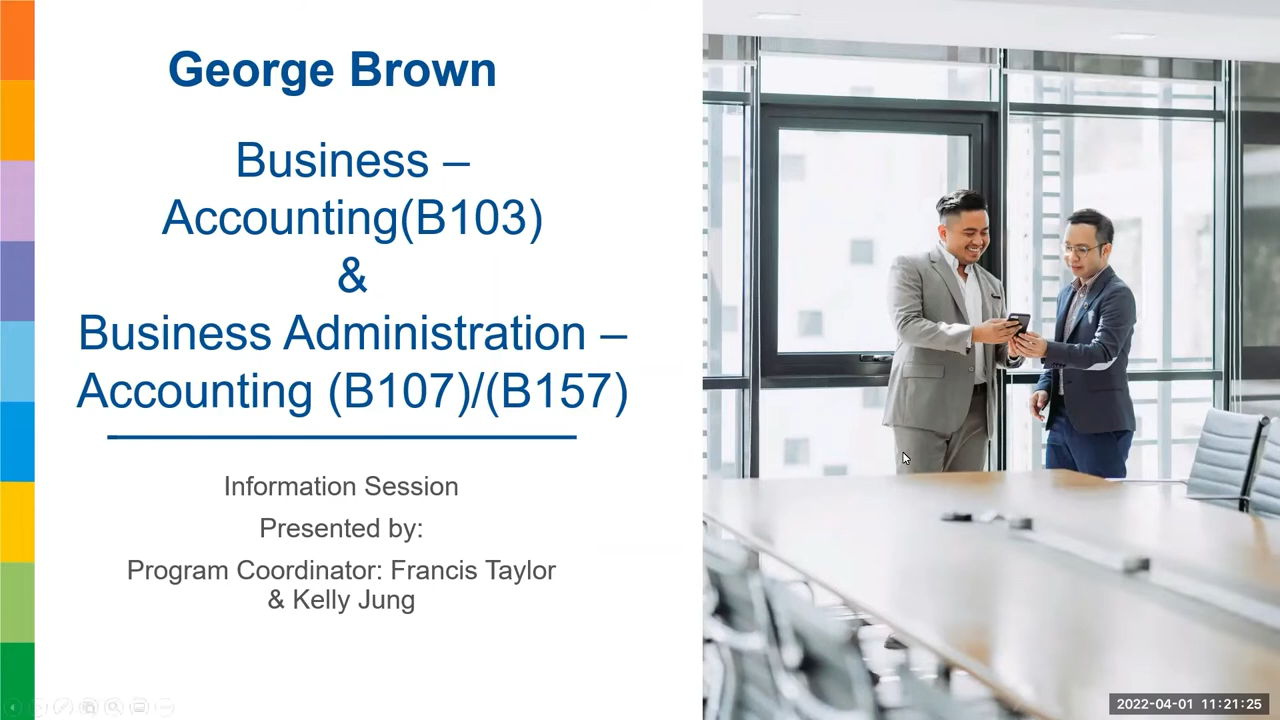 George Brown
Business –
Accounting(B103)
&
Business Administration –
Accounting (B107)/(B157)
Information Session
Presented by:
Program Coordinator: Francis Taylor
& Kelly Jung
2022-04-01 11:21:25